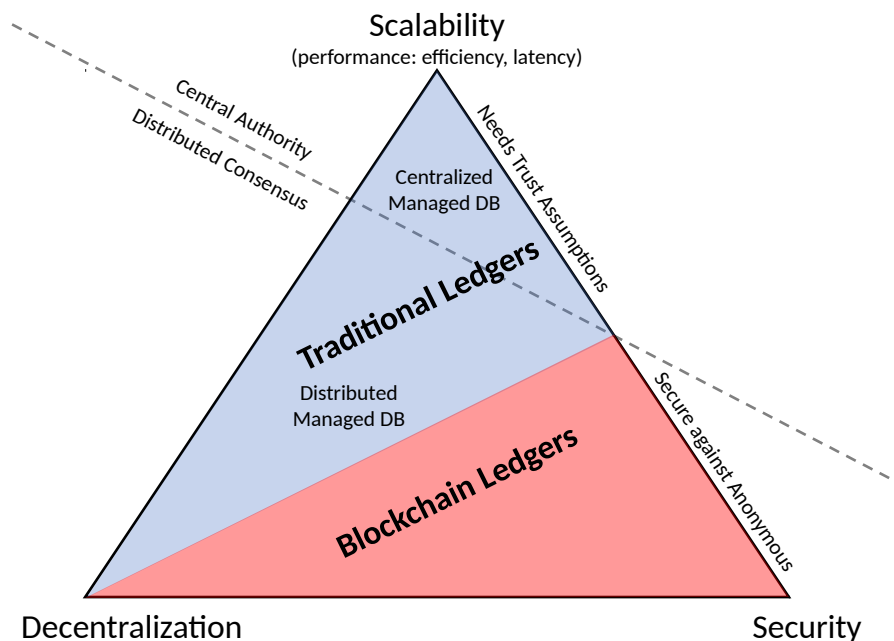 Scalability
(performance: efficiency, latency)
Central Authority
Distributed Consensus
Needs Trust Assumptions
Centralized
Managed DB
Traditional Ledgers
Distributed
Managed DB
Secure against Anonymous
Blockchain Ledgers
Decentralization
Security